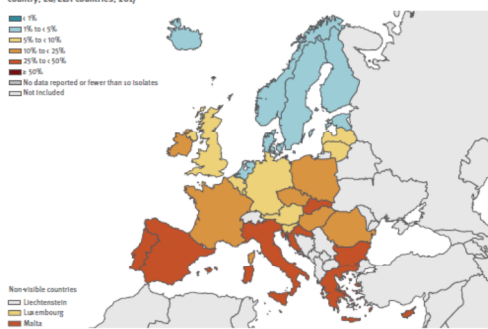 country, EU/EEA countries, 201
< 1%
1% to < 5%
5% to < 10%
10% to < 25%
25% to < 50%
≥ 50%
No data reported or fewer than 10 isolates
Not included
Non-visible countries
Liechtenstein
Luxembourg
Malta